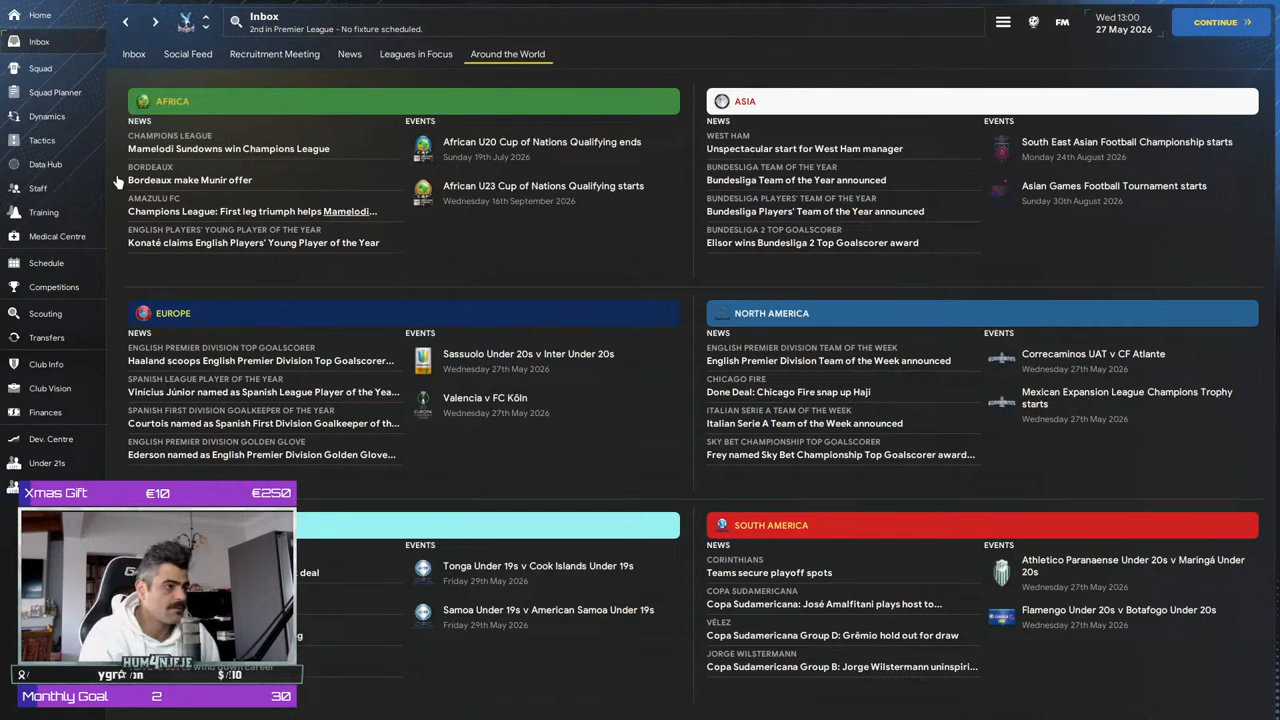 Home
Inbox
Squad
Squad Planner
Dynamics
Tactics
Data Hub
Staff
Training
Medical Centre
Schedule
Competitions
Scouting
Transfers
Club Info
Club Vision
Finances
Dev. Centre
Under 21s
Inbox
2nd in Premier League - No fixture scheduled.
FM
Wed 13:00
27 May 2026
CONTINUE
Inbox
Social Feed
Recruitment Meeting
News
Leagues in Focus
Around the World
AFRICA
NEWS
CHAMPIONS LEAGUE
Mamelodi Sundowns win Champions League
BORDEAUX
Bordeaux make Munir offer
AMAZULU FC
Champions League: First leg triumph helps Mamelodi...
ENGLISH PLAYERS' YOUNG PLAYER OF THE YEAR
Konaté claims English Players' Young Player of the Year
EVENTS
African U20 Cup of Nations Qualifying ends
Sunday 19th July 2026
African U23 Cup of Nations Qualifying starts
Wednesday 16th September 2026
ASIA
NEWS
WEST HAM
Unspectacular start for West Ham manager
BUNDESLIGA TEAM OF THE YEAR
Bundesliga Team of the Year announced
BUNDESLIGA PLAYERS' TEAM OF THE YEAR
Bundesliga Players' Team of the Year announced
BUNDESLIGA 2 TOP GOALSCORER
Elisor wins Bundesliga 2 Top Goalscorer award
EVENTS
South East Asian Football Championship starts
Monday 24th August 2026
Asian Games Football Tournament starts
Sunday 30th August 2026
EUROPE
NEWS
ENGLISH PREMIER DIVISION TOP GOALSCORER
Haaland scoops English Premier Division Top Goalscorer...
SPANISH LEAGUE PLAYER OF THE YEAR
Vinícius Júnior named as Spanish League Player of the Yea...
SPANISH FIRST DIVISION GOALKEEPER OF THE YEAR
Courtois named as Spanish First Division Goalkeeper of th...
ENGLISH PREMIER DIVISION GOLDEN GLOVE
Ederson named as English Premier Division Golden Glove...
EVENTS
Sassuolo Under 20s v Inter Under 20s
Wednesday 27th May 2026
Valencia v FC Köln
Wednesday 27th May 2026
NORTH AMERICA
NEWS
ENGLISH PREMIER DIVISION TEAM OF THE WEEK
English Premier Division Team of the Week announced
CHICAGO FIRE
Done Deal: Chicago Fire snap up Haji
ITALIAN SERIE A TEAM OF THE WEEK
Italian Serie A Team of the Week announced
SKY BET CHAMPIONSHIP TOP GOALSCORER
Frey named Sky Bet Championship Top Goalscorer award...
EVENTS
Correcaminos UAT v CF Atlante
Wednesday 27th May 2026
Mexican Expansion League Champions Trophy
starts
Wednesday 27th May 2026
deal
EVENTS
Tonga Under 19s v Cook Islands Under 19s
Friday 29th May 2026
Samoa Under 19s v American Samoa Under 19s
Friday 29th May 2026
SOUTH AMERICA
NEWS
CORINTHIANS
Teams secure playoff spots
COPA SUDAMERICANA
Copa Sudamericana: José Amalfitani plays host to...
VÉLEZ
Copa Sudamericana Group D: Grêmio hold out for draw
JORGE WILSTERMANN
Copa Sudamericana Group B: Jorge Wilstermann uninspiri...
EVENTS
Athletico Paranaense Under 20s v Maringá Under
20s
Wednesday 27th May 2026
Flamengo Under 20s v Botafogo Under 20s
Wednesday 27th May 2026
Xmas Gift €10 €250
HUM4NJEJE
Monthly Goal 2 30